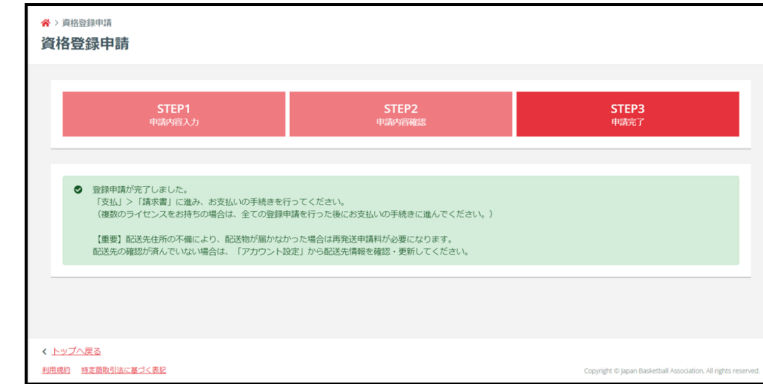 > 資格登録申請
資格登録申請
STEP1
申請内容入力
STEP2
申請内容確認
STEP3
申請完了
登録申請が完了しました。
「支払」>「請求書」に進み、お支払いの手続きを行ってください。
（複数のライセンスをお持ちの場合は、全ての登録申請を行った後にお支払いの手続きに進んでください。）
【重要】配送先住所の不備により、配送物が届かなかった場合は再発送申請料が必要になります。
配送先の確認が済んでいない場合は、「アカウント設定」から配送先情報を確認・更新してください。
< トップへ戻る
利用規約 特定商取引法に基づく表記
Copyright © Japan Basketball Association, All rights reserved.